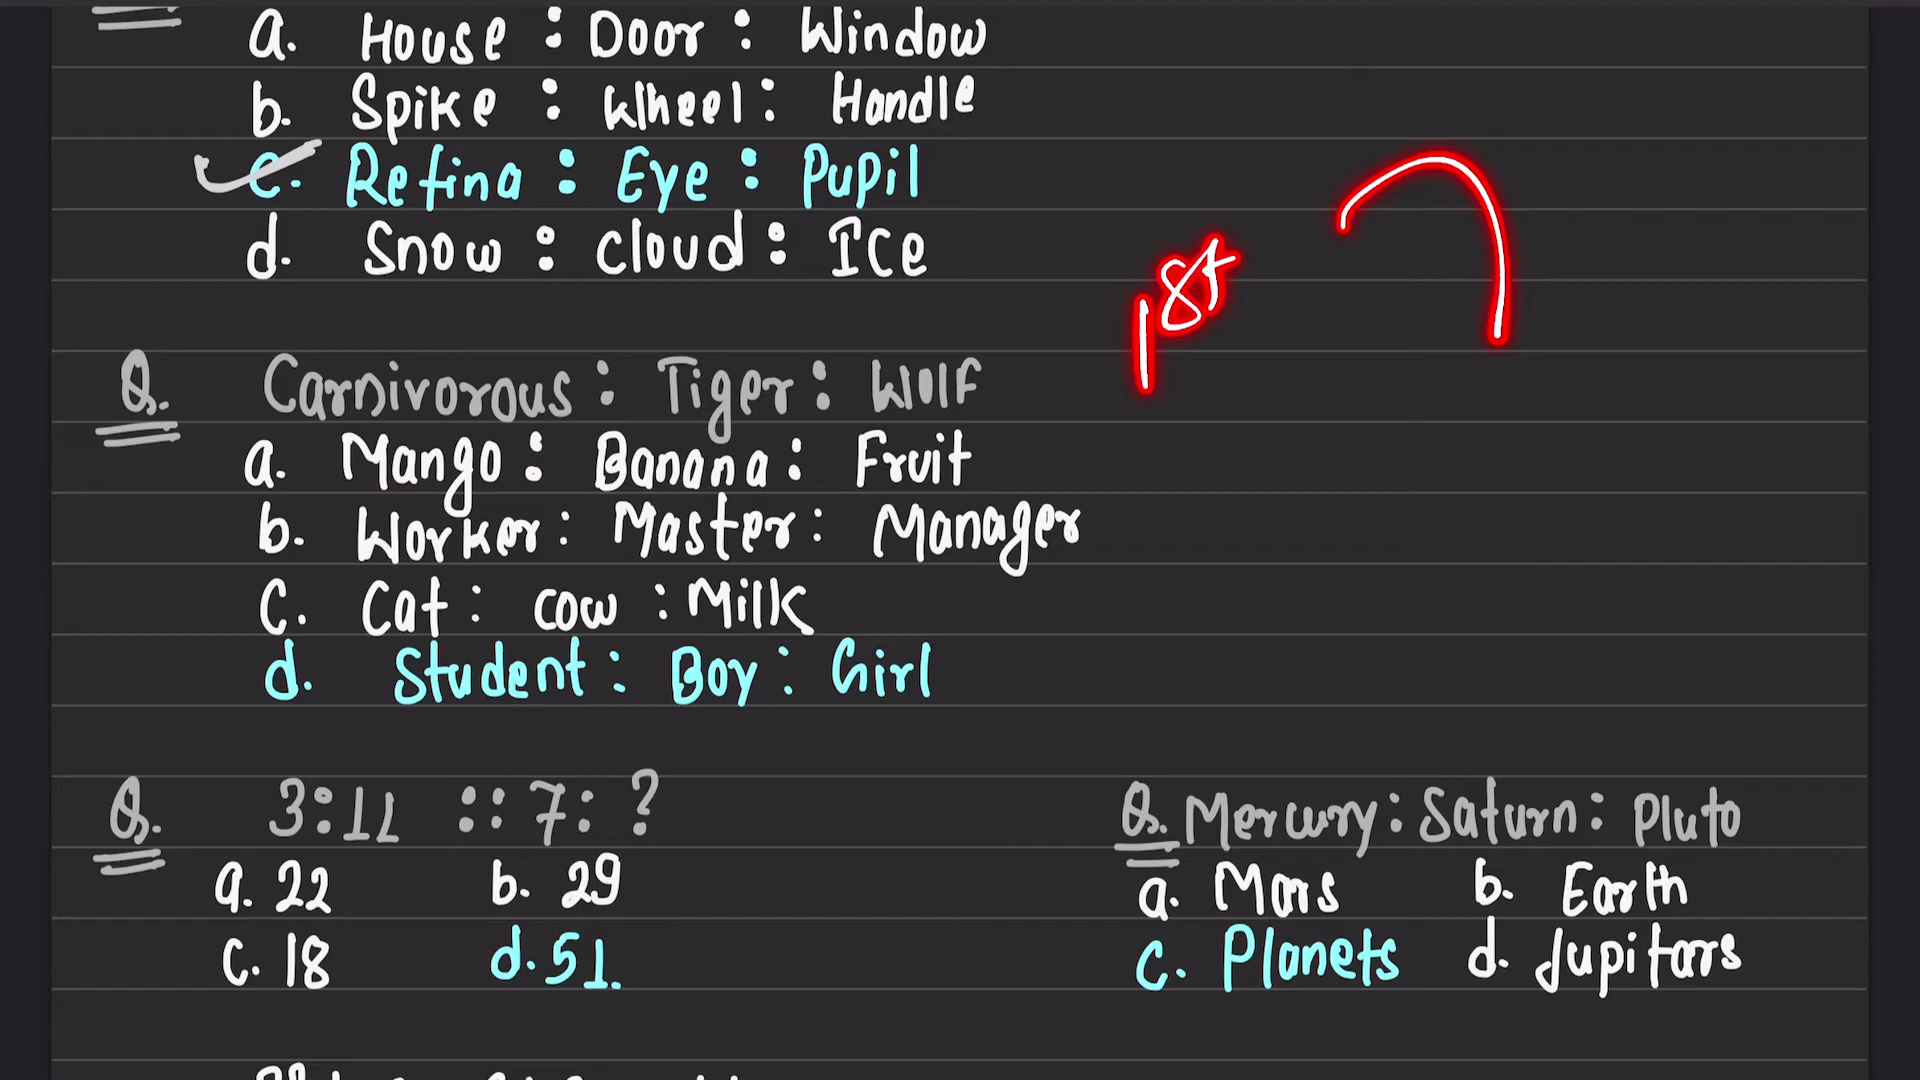 a. House : Door : Window
b. Spike : Wheel : Handle
c. Retina : Eye : Pupil
d. Snow : cloud : Ice
1st
Q. Carnivorous : Tiger : Wolf
a. Mango : Banana : Fruit
b. Worker : Master : Manager
c. Cat : cow : Milk
d. Student : Boy : Girl
Q. 3:11 :: 7: ?
a. 22 b. 29
c. 18 d. 51.
Q. Mercury : Saturn : Pluto
a. Mars b. Earth
c. Planets d. Jupitars